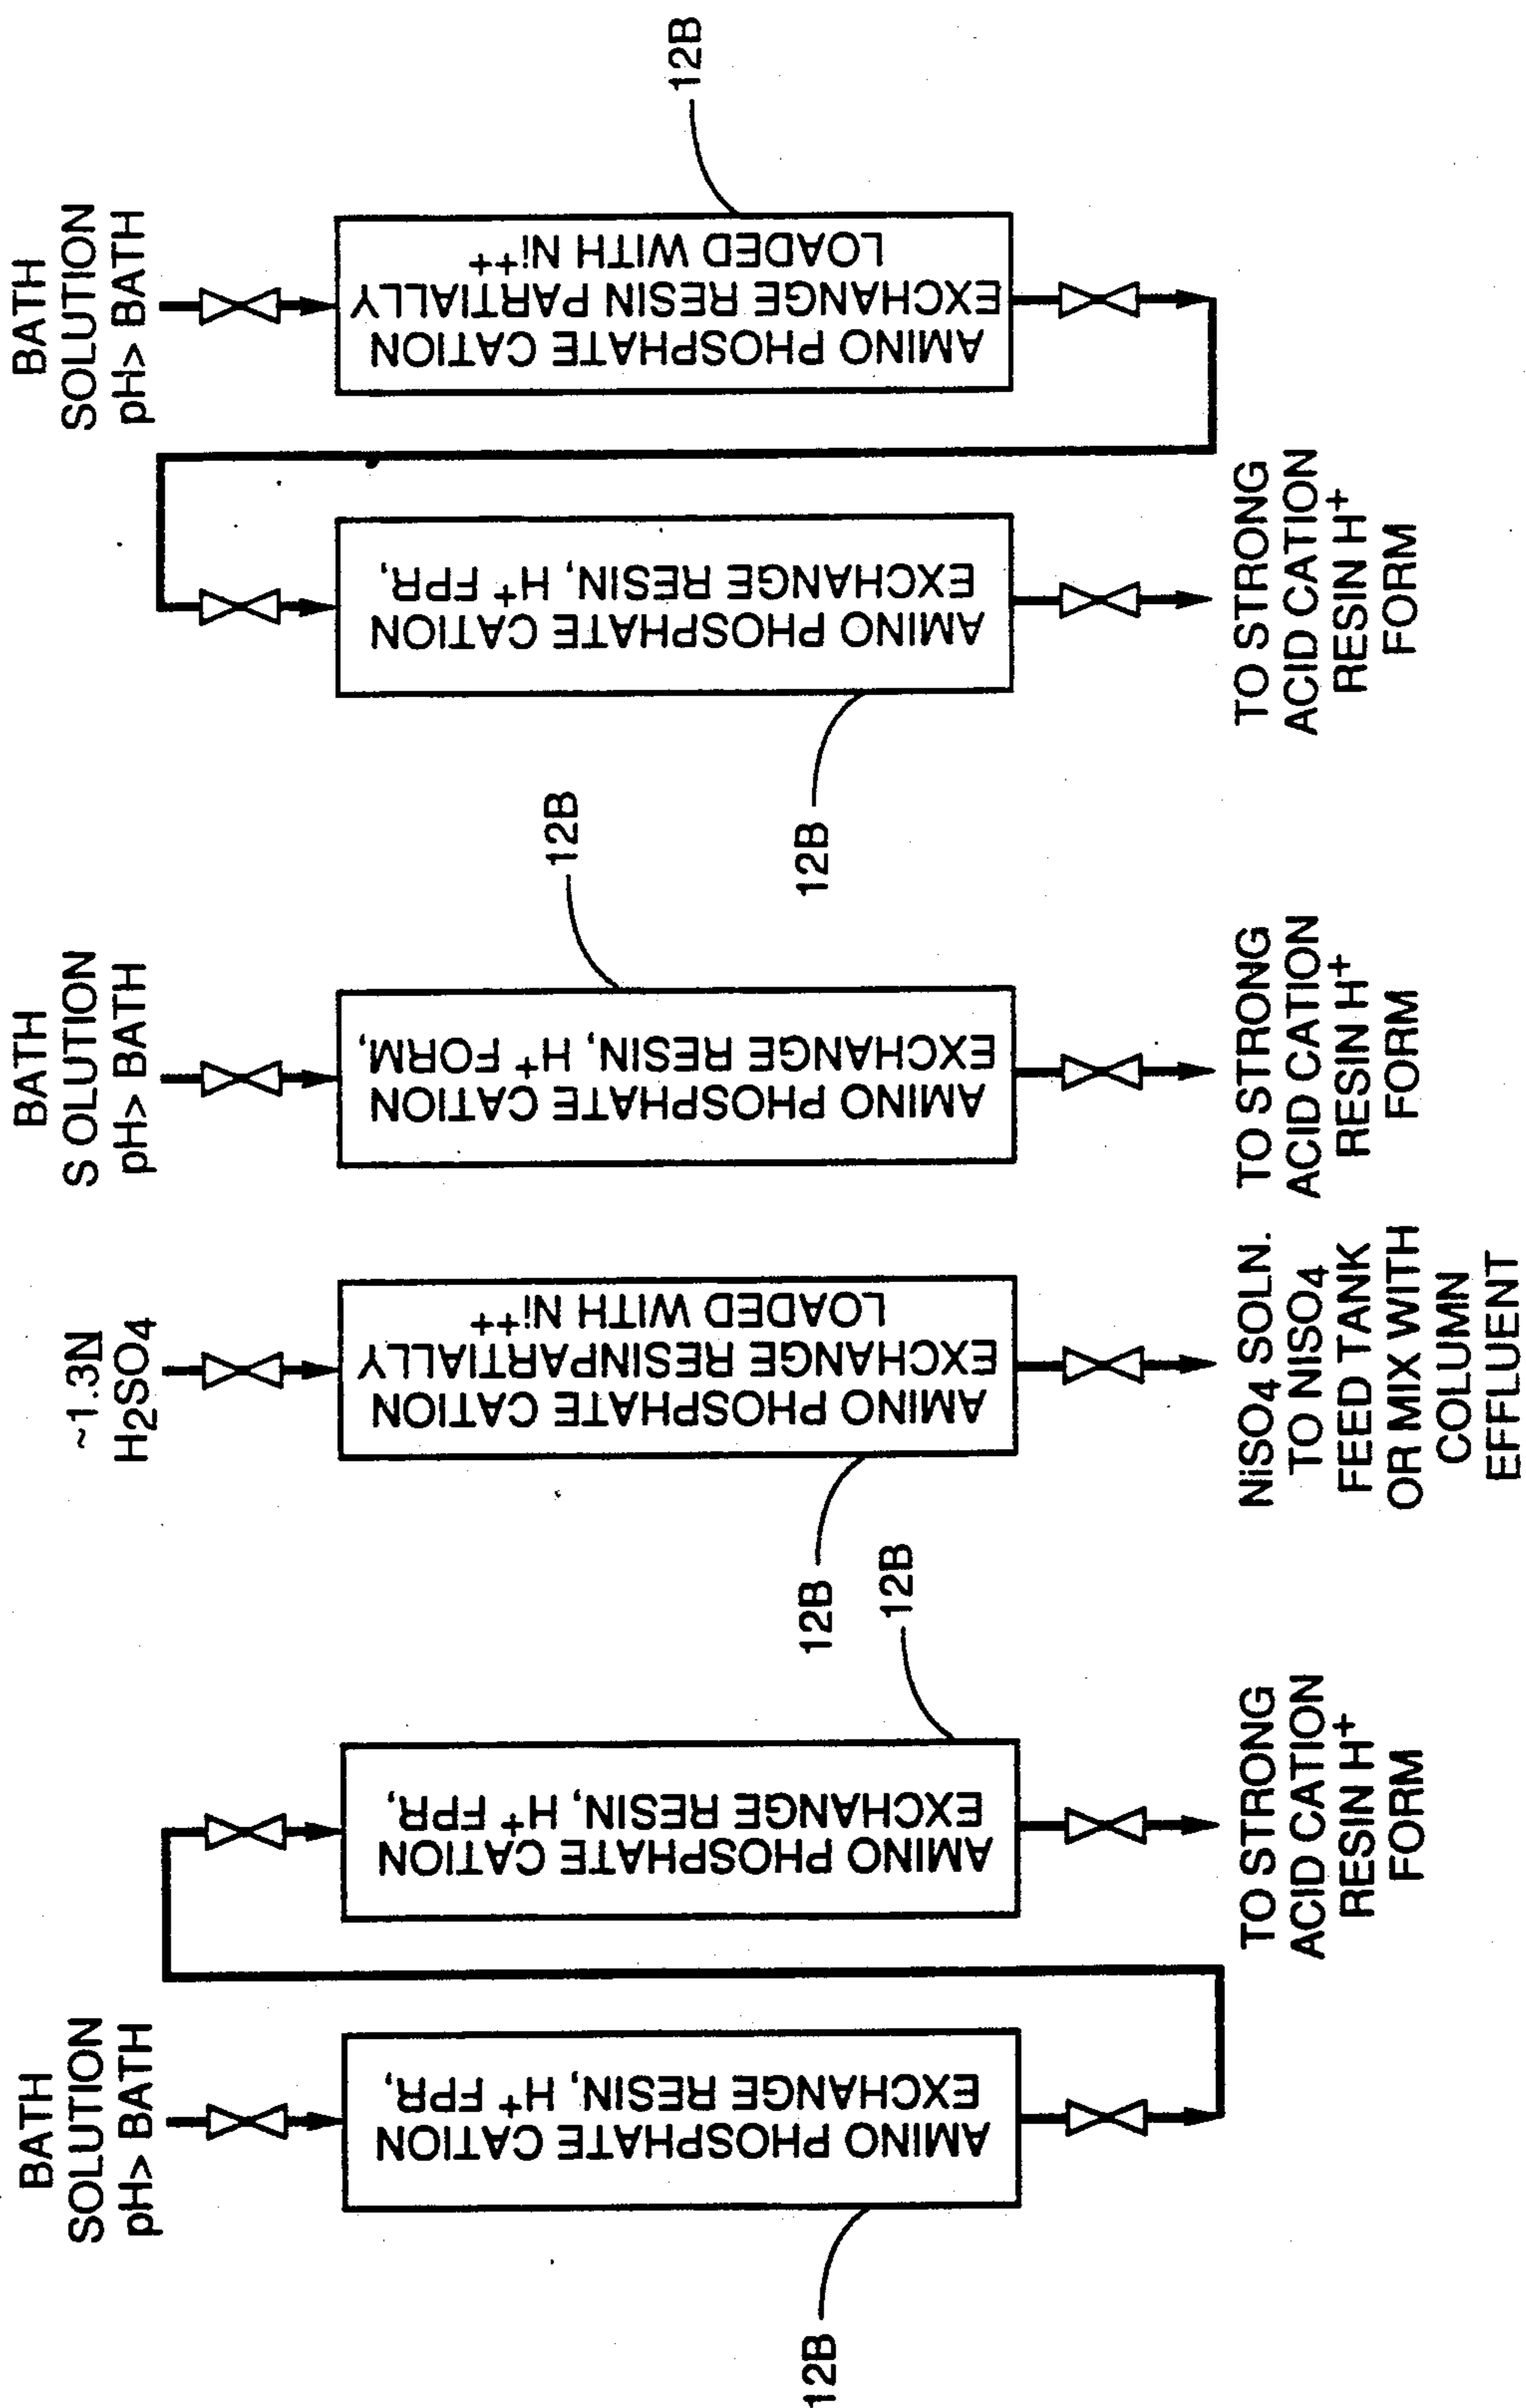 BATH
SOLUTION
pH> BATH
AMINO PHOSPHATE CATION
EXCHANGE RESIN, H+ FPR,
12B
AMINO PHOSPHATE CATION
EXCHANGE RESIN, H+ FPR,
12B
TO STRONG
ACID CATION
RESIN H+
FORM
~1.3N
H2SO4
AMINO PHOSPHATE CATION
EXCHANGE RESINPARTIALLY
LOADED WITH Ni++
12B
NiSO4 SOLN.
TO NISO4
FEED TANK
OR MIX WITH
COLUMN
EFFLUENT
BATH
S OLUTION
pH> BATH
AMINO PHOSPHATE CATION
EXCHANGE RESIN, H+ FORM,
12B
TO STRONG
ACID CATION
RESIN H+
FORM
AMINO PHOSPHATE CATION
EXCHANGE RESIN, H+ FPR,
12B
TO STRONG
ACID CATION
RESIN H+
FORM
BATH
SOLUTION
pH> BATH
AMINO PHOSPHATE CATION
EXCHANGE RESIN PARTIALLY
LOADED WITH Ni++
12B